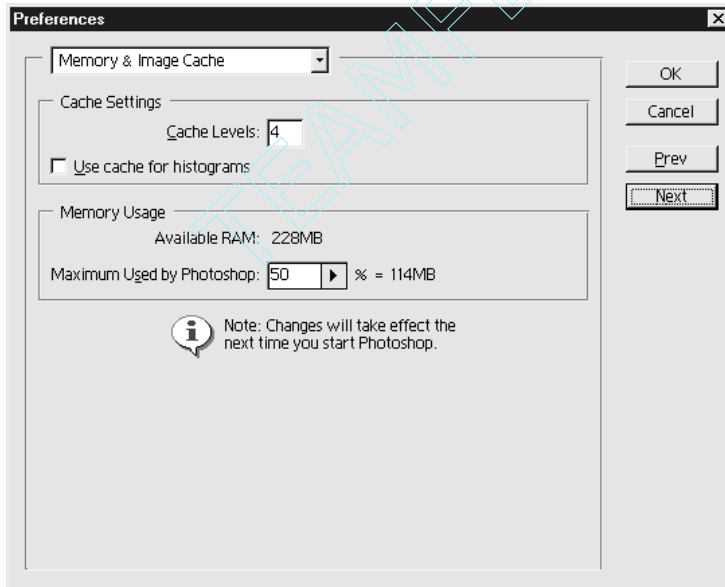 Preferences
Memory & Image Cache
OK
Cancel
Prev
Next
Cache Settings
Cache Levels: 4
Use cache for histograms
Memory Usage
Available RAM: 228MB
Maximum Used by Photoshop: 50 % = 114MB
Note: Changes will take effect the
next time you start Photoshop.